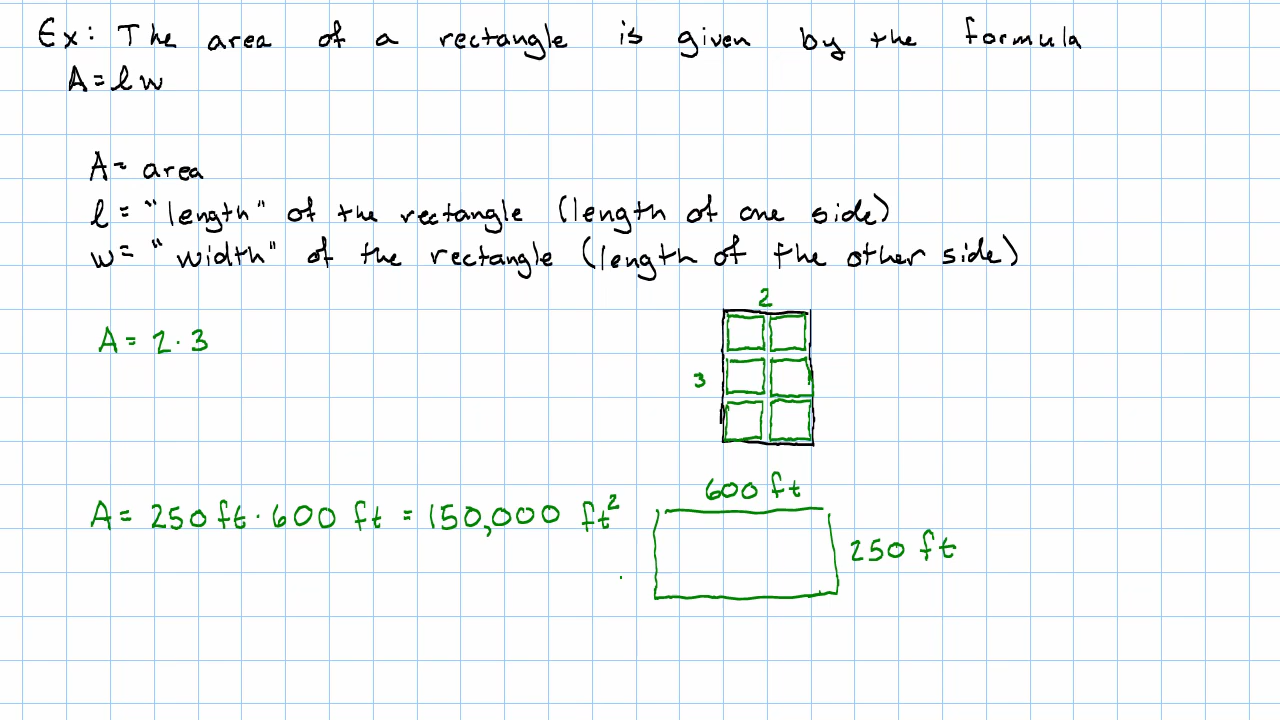 Ex: The area of a rectangle is given by the formula
A = l w
A = area
l = "length" of the rectangle (length of one side)
w = "width" of the rectangle (length of the other side)
2
A = 2 · 3
3
600 ft
A = 250 ft · 600 ft = 150,000 ft²
250 ft